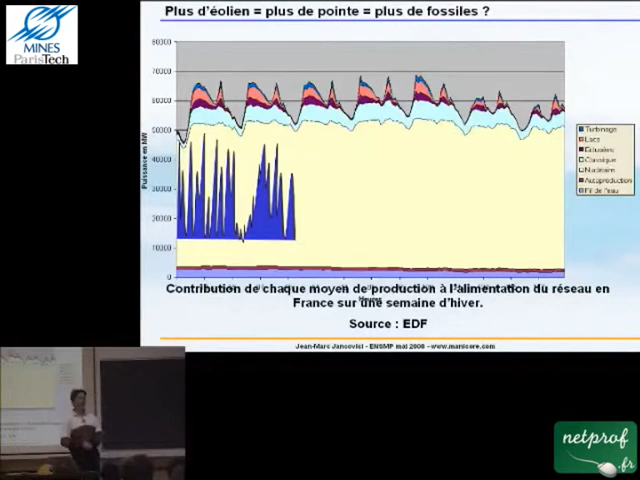 Plus d'éolien = plus de pointe = plus de fossiles ?
MINES
ParisTech
80000
70000
60000
50000
40000
30000
20000
10000
0
Puissance en MW
Turbinage
Lacs
Eclusées
Classique
Nucléaire
Autoproduction
Fil de l'eau
Contribution de chaque moyen de production à l'alimentation du réseau en
France sur une semaine d'hiver.
Source : EDF
Jean-Marc Jancovici - ENSMP mai 2008 - www.manicore.com
netprof
.fr